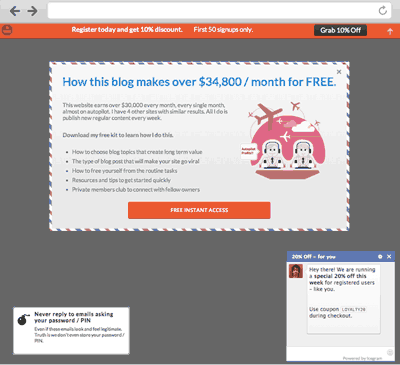 Register today and get 10% discount. First 50 signups only. Grab 10% Off
How this blog makes over $34,800 / month for FREE.
This website earns over $30,000 every month, every single month,
almost on autopilot. I have 4 other sites with similar results. All I do is
publish new regular content every week.
Download my free kit to learn how I do this.
How to choose blog topics that create long term value
The type of blog post that will make your site go viral
How to free yourself from the routine tasks
Resources and tips to get started quickly
Private members club to connect with fellow owners
FREE INSTANT ACCESS
20% Off – for you
Hey there! We are running
a special 20% off this
week for registered users
- like you.
Use coupon LOYALTY20
during checkout.
Never reply to emails asking
your password / PIN
Even if these emails look and feel legitimate.
Truth is we don't even store your password /
PIN.